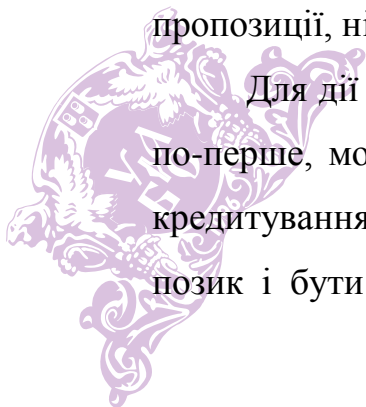 пропозиції, ні
Для дії
по-перше, мо
кредитування
позик і бути